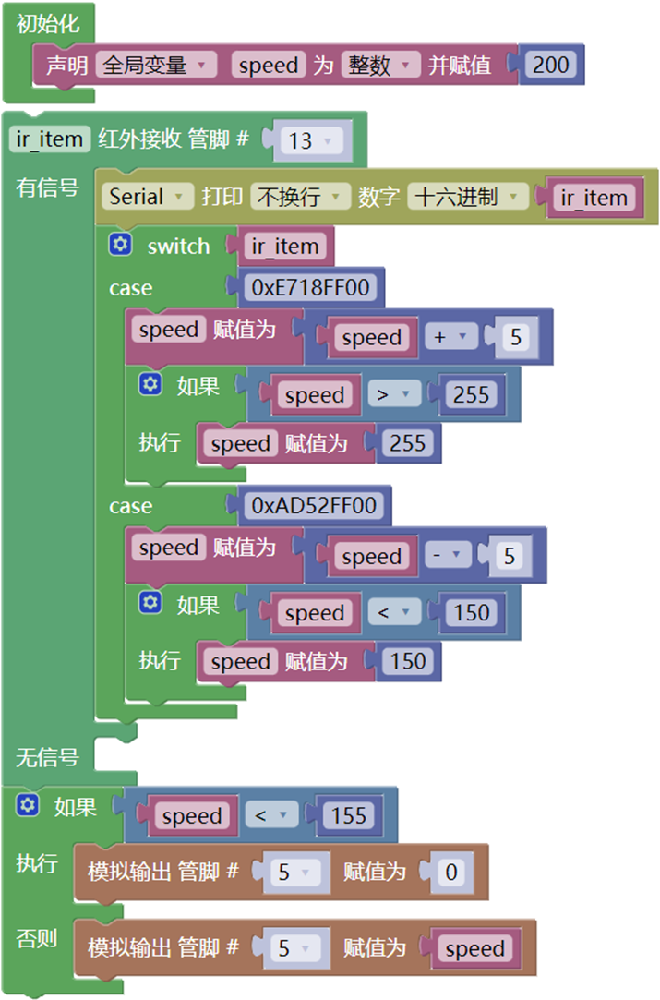 初始化
声明 全局变量 speed 为 整数 并赋值 200
ir_item 红外接收 管脚 # 13
有信号
Serial 打印 不换行 数字 十六进制 ir_item
switch ir_item
case 0xE718FF00
speed 赋值为 speed + 5
如果 speed > 255
执行 speed 赋值为 255
case 0xAD52FF00
speed 赋值为 speed - 5
如果 speed < 150
执行 speed 赋值为 150
无信号
如果 speed < 155
执行 模拟输出 管脚 # 5 赋值为 0
否则 模拟输出 管脚 # 5 赋值为 speed